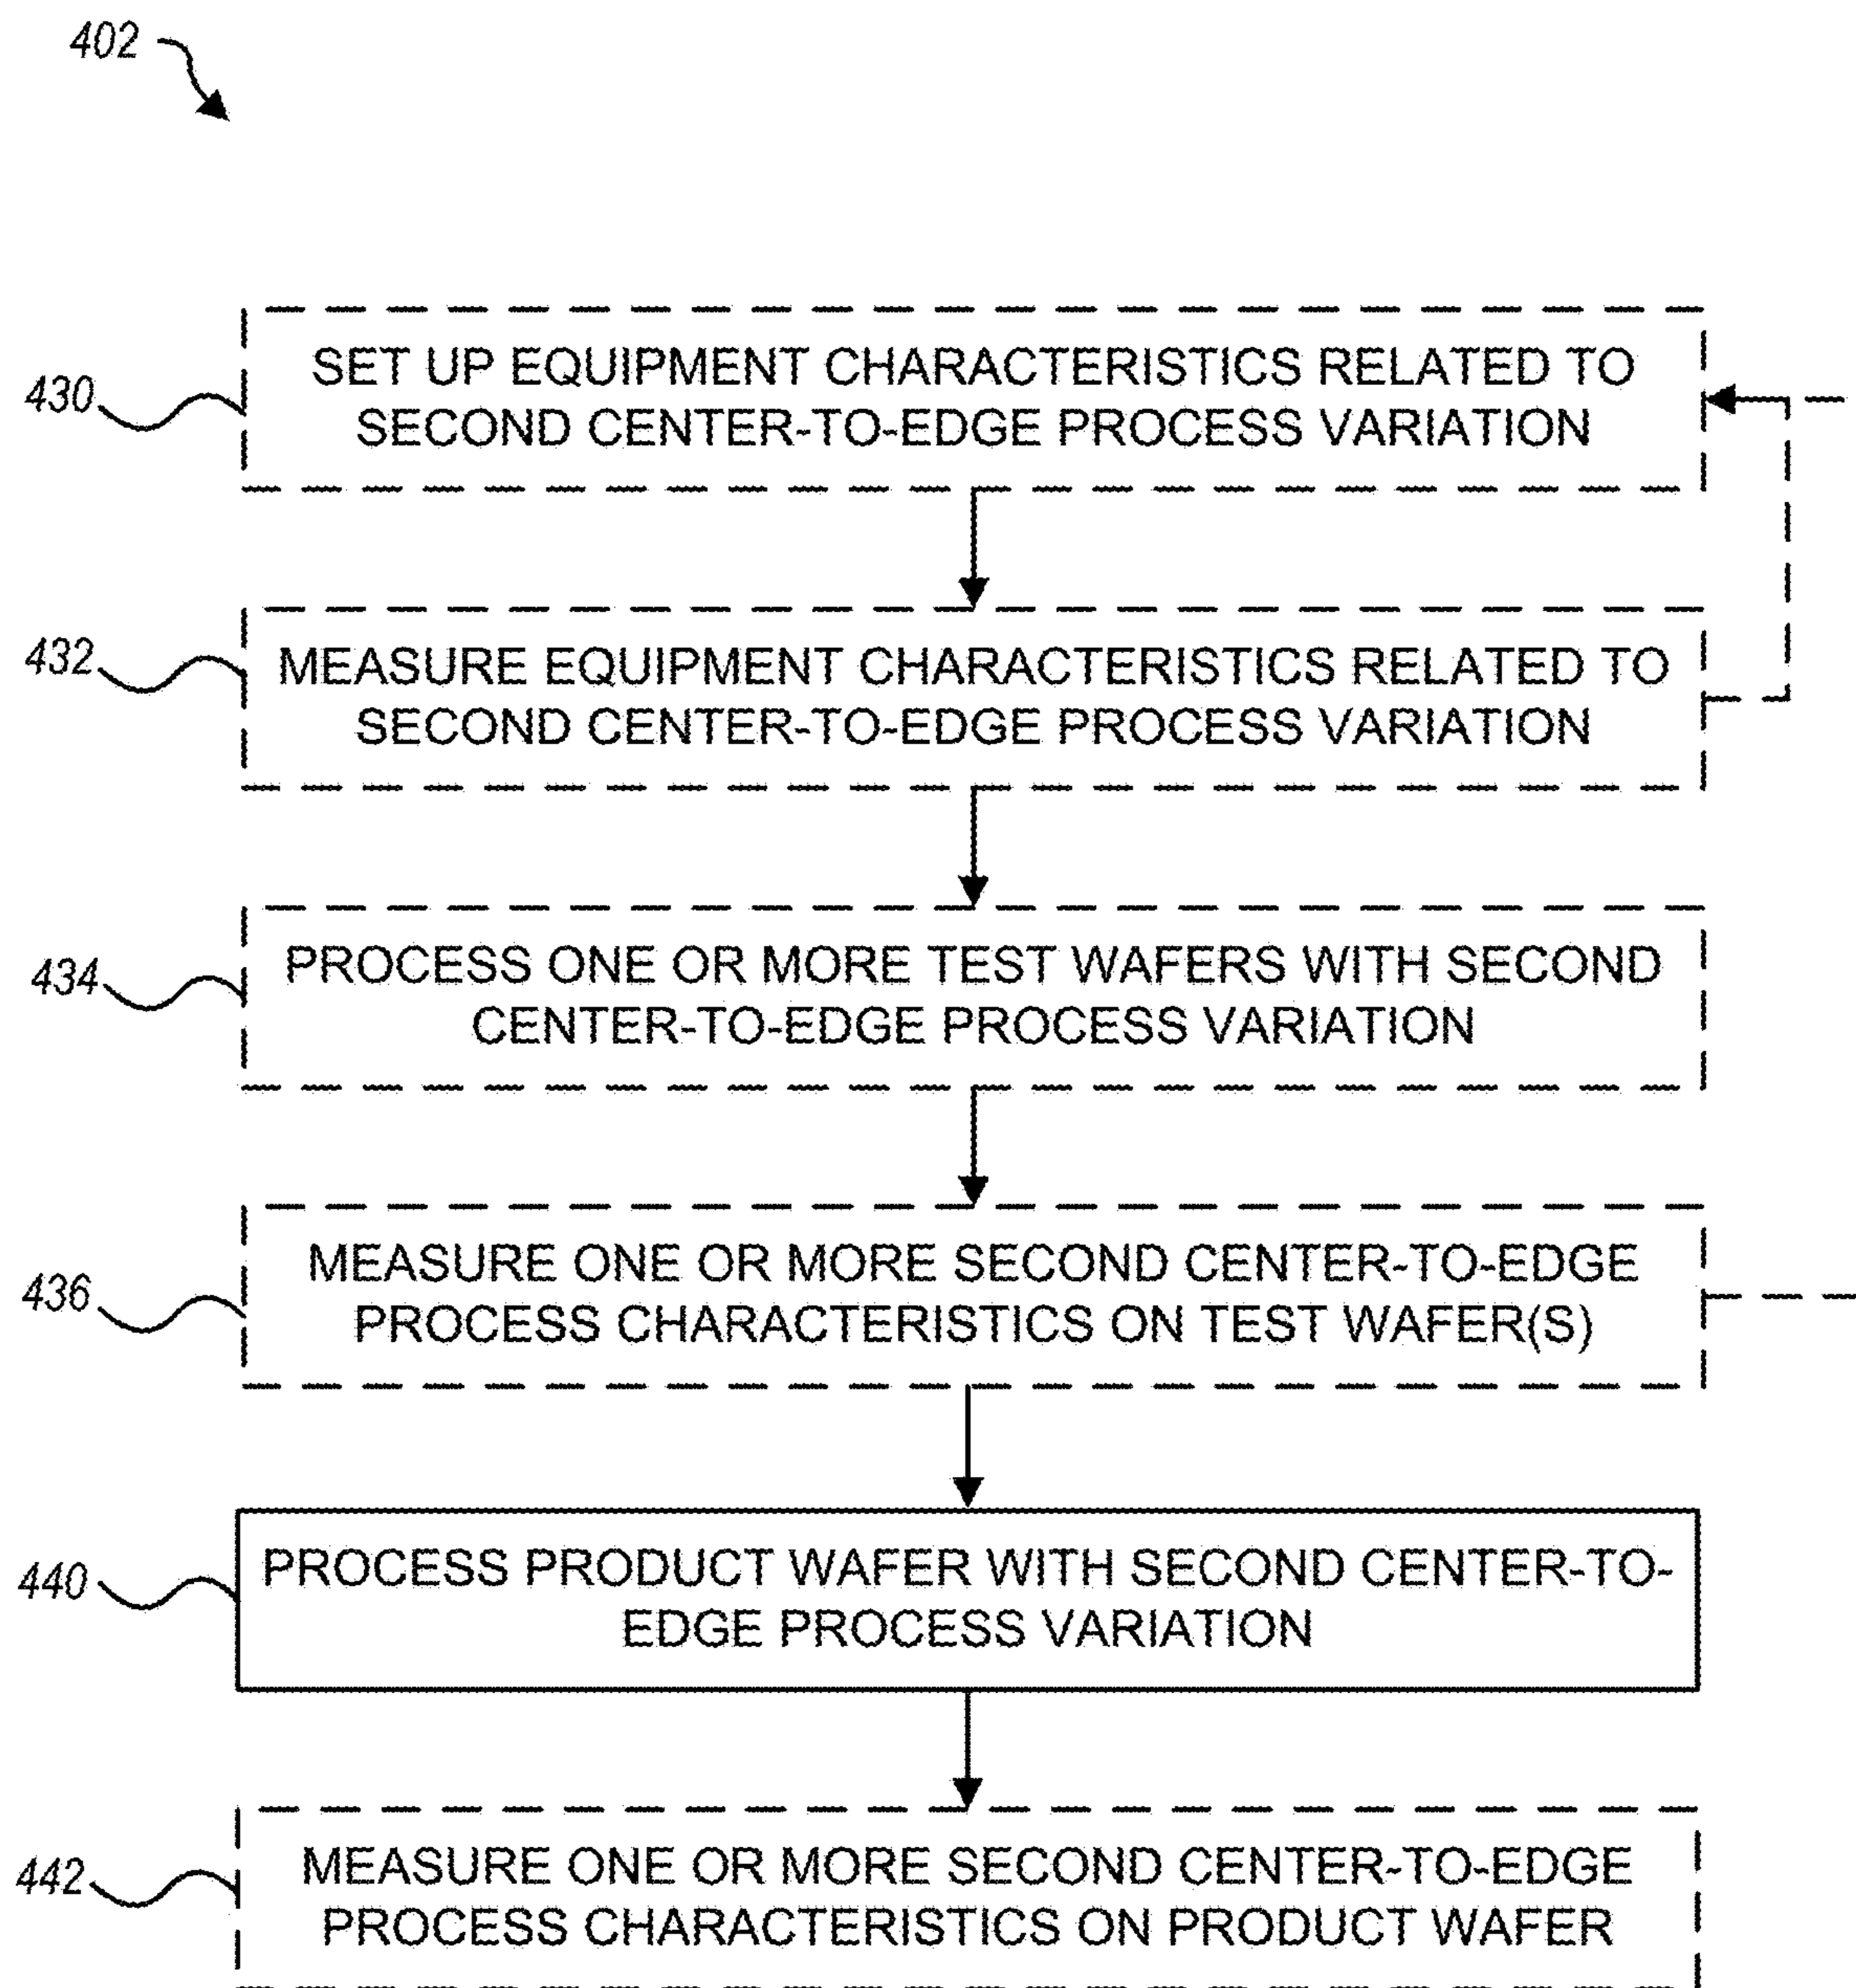 402
430
SET UP EQUIPMENT CHARACTERISTICS RELATED TO
SECOND CENTER-TO-EDGE PROCESS VARIATION
432
MEASURE EQUIPMENT CHARACTERISTICS RELATED TO
SECOND CENTER-TO-EDGE PROCESS VARIATION
434
PROCESS ONE OR MORE TEST WAFERS WITH SECOND
CENTER-TO-EDGE PROCESS VARIATION
436
MEASURE ONE OR MORE SECOND CENTER-TO-EDGE
PROCESS CHARACTERISTICS ON TEST WAFER(S)
440
PROCESS PRODUCT WAFER WITH SECOND CENTER-TO-
EDGE PROCESS VARIATION
442
MEASURE ONE OR MORE SECOND CENTER-TO-EDGE
PROCESS CHARACTERISTICS ON PRODUCT WAFER